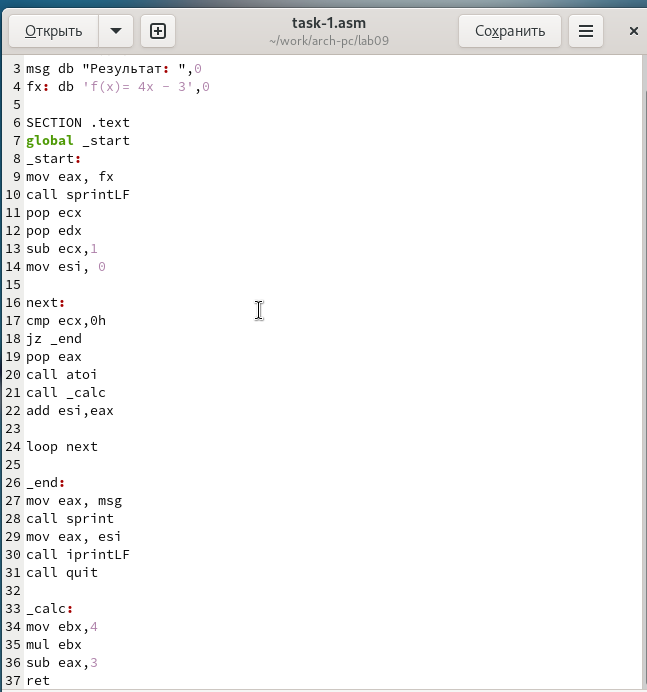 Открыть
task-1.asm
~/work/arch-pc/lab09
Сохранить
3 msg db "Результат: ",0
4 fx: db 'f(x)= 4x - 3',0
5
6 SECTION .text
7 global _start
8 _start:
9 mov eax, fx
10 call sprintLF
11 pop ecx
12 pop edx
13 sub ecx,1
14 mov esi, 0
15
16 next:
17 cmp ecx,0h
18 jz _end
19 pop eax
20 call atoi
21 call _calc
22 add esi,eax
23
24 loop next
25
26 _end:
27 mov eax, msg
28 call sprint
29 mov eax, esi
30 call iprintLF
31 call quit
32
33 _calc:
34 mov ebx,4
35 mul ebx
36 sub eax,3
37 ret